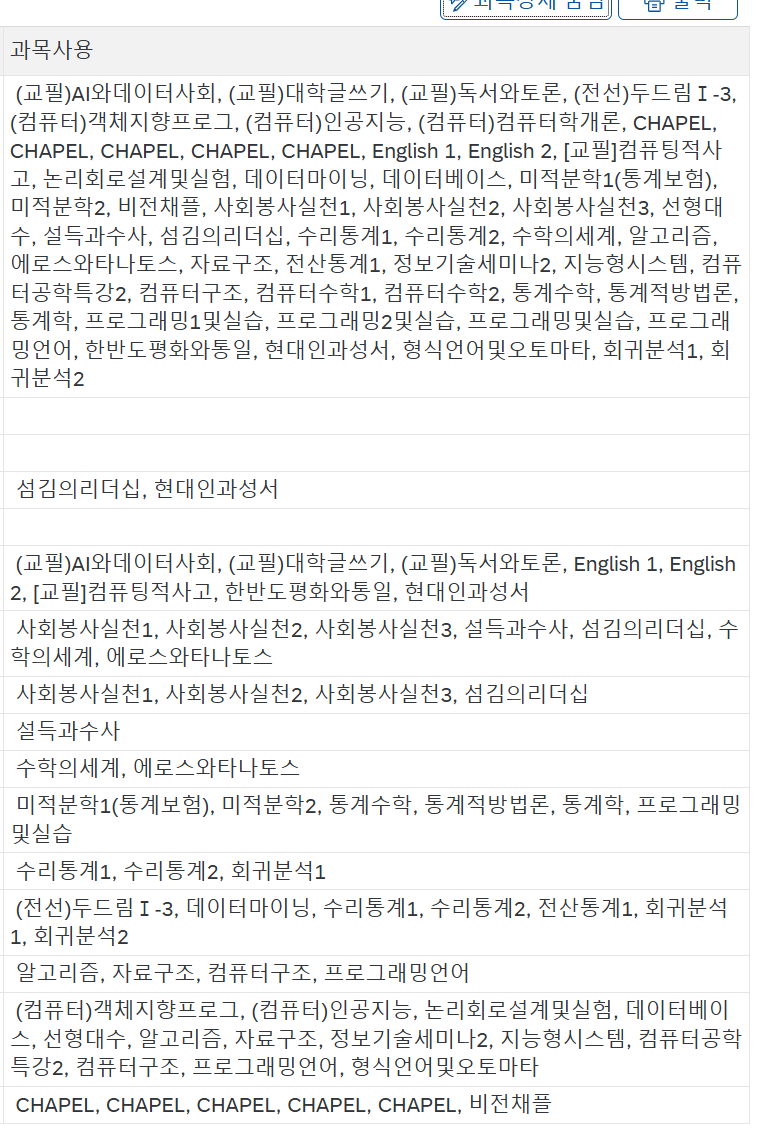 과목사용
(교필)AI와데이터사회, (교필)대학글쓰기, (교필)독서와토론, (전선)두드림Ⅰ-3,
(컴퓨터)객체지향프로그, (컴퓨터)인공지능, (컴퓨터)컴퓨터학개론, CHAPEL,
CHAPEL, CHAPEL, CHAPEL, CHAPEL, English 1, English 2, [교필]컴퓨팅적사
고, 논리회로설계및실험, 데이터마이닝, 데이터베이스, 미적분학1(통계보험),
미적분학2, 비전채플, 사회봉사실천1, 사회봉사실천2, 사회봉사실천3, 선형대
수, 설득과수사, 섬김의리더십, 수리통계1, 수리통계2, 수학의세계, 알고리즘,
에로스와타나토스, 자료구조, 전산통계1, 정보기술세미나2, 지능형시스템, 컴퓨
터공학특강2, 컴퓨터구조, 컴퓨터수학1, 컴퓨터수학2, 통계수학, 통계적방법론,
통계학, 프로그래밍1및실습, 프로그래밍2및실습, 프로그래밍및실습, 프로그래
밍언어, 한반도평화와통일, 현대인과성서, 형식언어및오토마타, 회귀분석1, 회
귀분석2
섬김의리더십, 현대인과성서
(교필)AI와데이터사회, (교필)대학글쓰기, (교필)독서와토론, English 1, English
2, [교필]컴퓨팅적사고, 한반도평화와통일, 현대인과성서
사회봉사실천1, 사회봉사실천2, 사회봉사실천3, 설득과수사, 섬김의리더십, 수
학의세계, 에로스와타나토스
사회봉사실천1, 사회봉사실천2, 사회봉사실천3, 섬김의리더십
설득과수사
수학의세계, 에로스와타나토스
미적분학1(통계보험), 미적분학2, 통계수학, 통계적방법론, 통계학, 프로그래밍
및실습
수리통계1, 수리통계2, 회귀분석1
(전선)두드림Ⅰ-3, 데이터마이닝, 수리통계1, 수리통계2, 전산통계1, 회귀분석
1, 회귀분석2
알고리즘, 자료구조, 컴퓨터구조, 프로그래밍언어
(컴퓨터)객체지향프로그, (컴퓨터)인공지능, 논리회로설계및실험, 데이터베이
스, 선형대수, 알고리즘, 자료구조, 정보기술세미나2, 지능형시스템, 컴퓨터공학
특강2, 컴퓨터구조, 프로그래밍언어, 형식언어및오토마타
CHAPEL, CHAPEL, CHAPEL, CHAPEL, CHAPEL, 비전채플